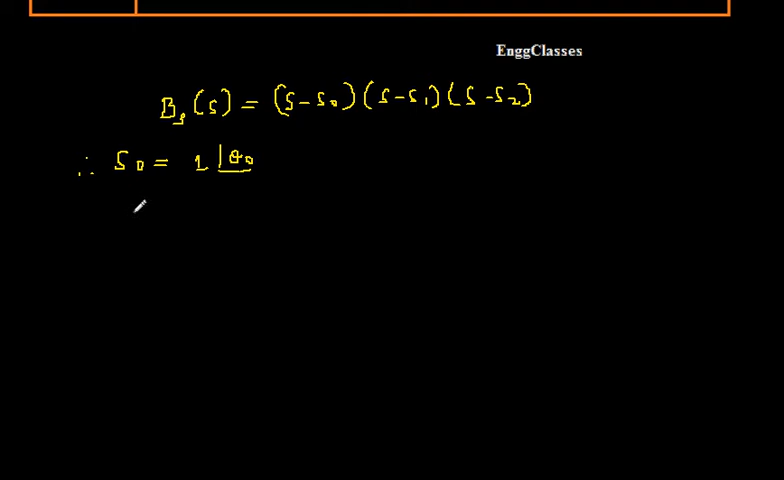 EnggClasses
B₃(s) = (s-s₀)(s-s₁)(s-s₂)
∴ s₀ = 1∠θ₀